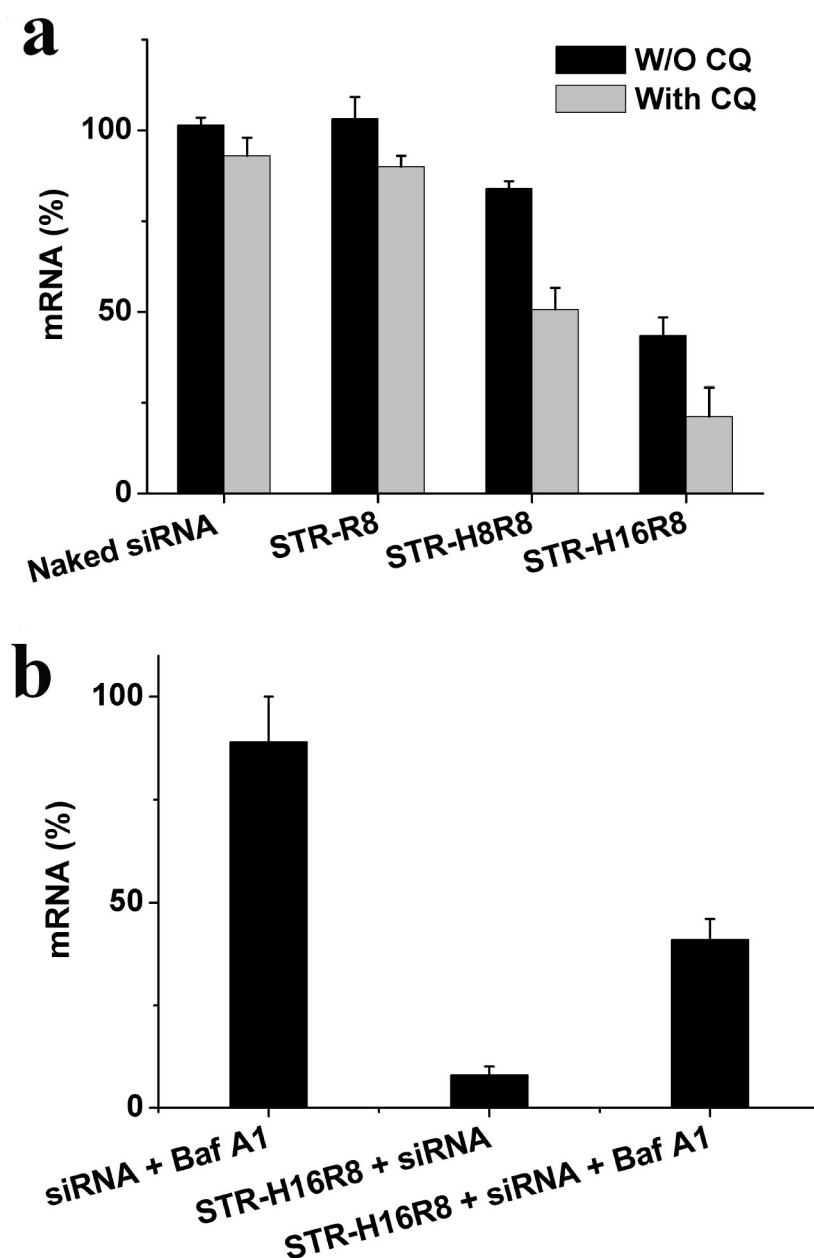 a
W/O CQ
With CQ
mRNA (%)
100
50
0
Naked siRNA
STR-R8
STR-H8R8
STR-H16R8
b
mRNA (%)
100
50
0
siRNA + Baf A1
STR-H16R8 + siRNA
STR-H16R8 + siRNA + Baf A1